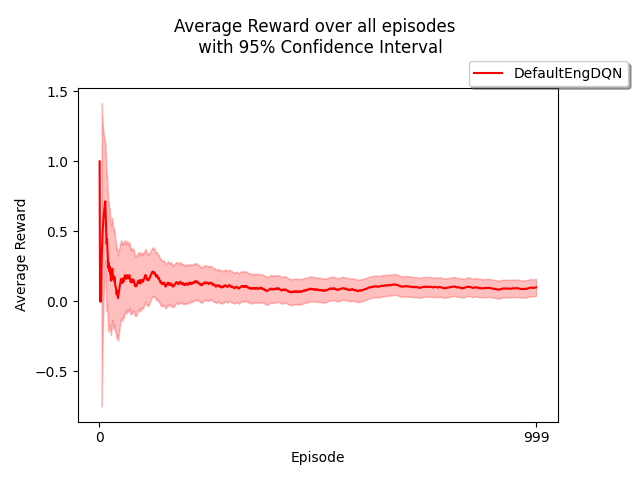 Average Reward over all episodes
with 95% Confidence Interval
DefaultEngDQN
1.5
1.0
0.5
0.0
−0.5
Average Reward
0
999
Episode